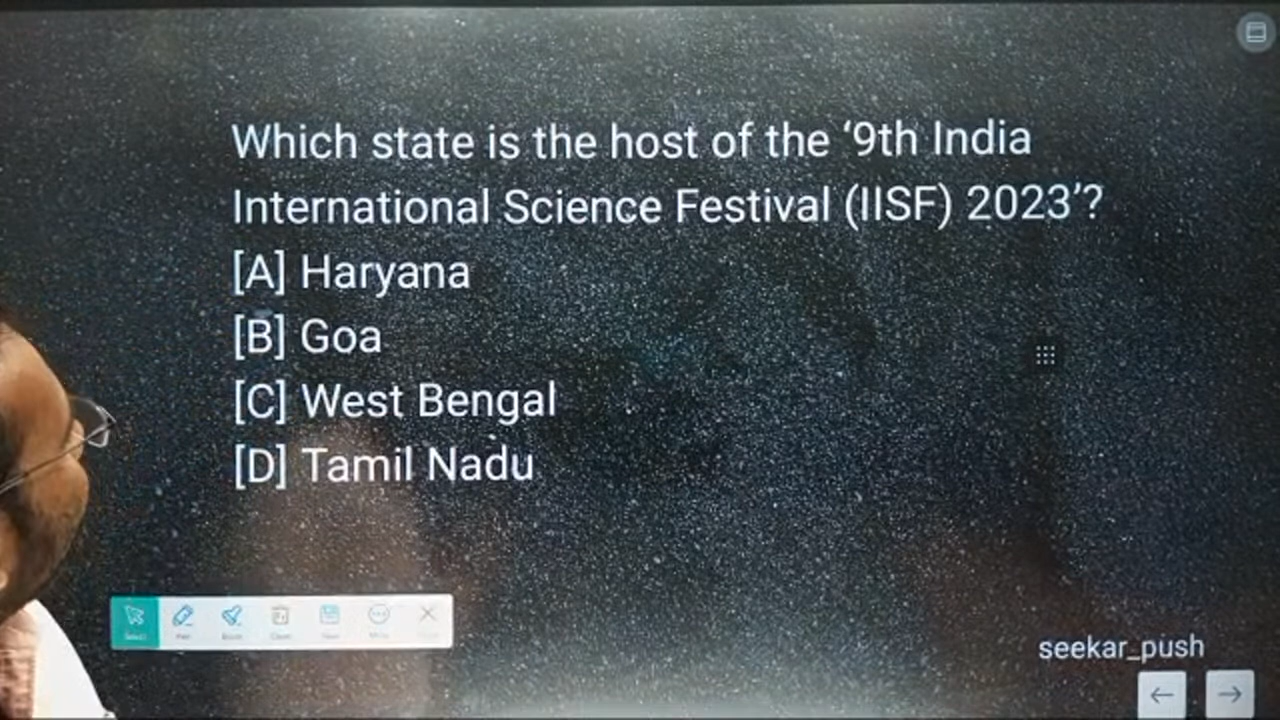 Which state is the host of the ‘9th India
International Science Festival (IISF) 2023’?
[A] Haryana
[B] Goa
[C] West Bengal
[D] Tamil Nadu
Select
seekar_push